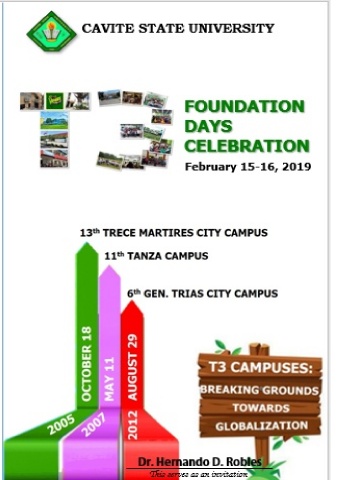 CAVITE STATE UNIVERSITY
T3
FOUNDATION
DAYS
CELEBRATION
February 15-16, 2019
13th TRECE MARTIRES CITY CAMPUS
11th TANZA CAMPUS
6th GEN. TRIAS CITY CAMPUS
OCTOBER 18
MAY 11
AUGUST 29
2005
2007
2012
T3 CAMPUSES:
BREAKING GROUNDS
TOWARDS
GLOBALIZATION
Dr. Hernando D. Robles
This serves as an invitation